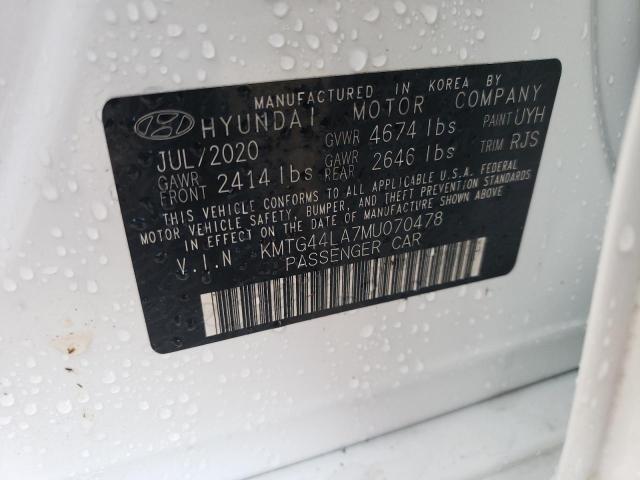 MANUFACTURED IN KOREA BY
HYUNDAI MOTOR COMPANY
JUL/2020 GVWR 4674 lbs PAINT UYH
GAWR FRONT 2414 lbs GAWR REAR 2646 lbs TRIM RJS
THIS VEHICLE CONFORMS TO ALL APPLICABLE U.S.A. FEDERAL
MOTOR VEHICLE SAFETY, BUMPER, AND THEFT PREVENTION STANDARDS
IN EFFECT ON THE DATE OF MANUFACTURE SHOWN ABOVE.
V.I.N KMTG44LA7MU070478
PASSENGER CAR